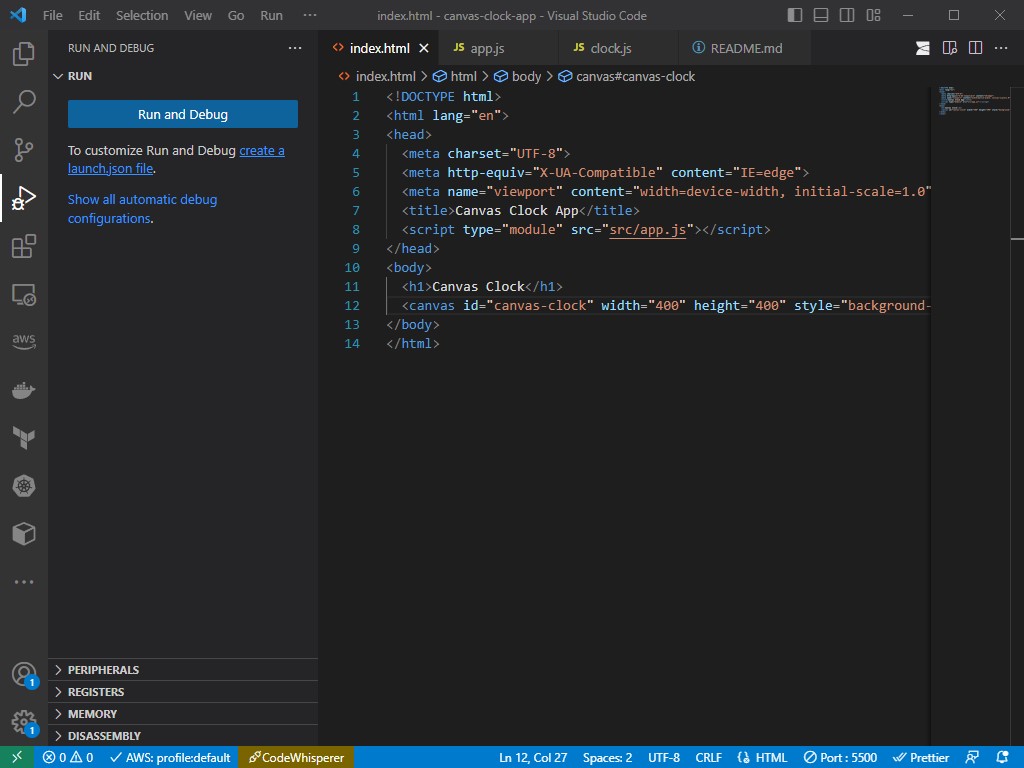 File Edit Selection View Go Run ··· index.html - canvas-clock-app - Visual Studio Code
RUN AND DEBUG ···
RUN
Run and Debug
To customize Run and Debug create a
launch.json file.
Show all automatic debug
configurations.
PERIPHERALS
REGISTERS
MEMORY
DISASSEMBLY
aws
1
1
index.html JS app.js JS clock.js README.md
index.html > html > body > canvas#canvas-clock
1 <!DOCTYPE html>
2 <html lang="en">
3 <head>
4 <meta charset="UTF-8">
5 <meta http-equiv="X-UA-Compatible" content="IE=edge">
6 <meta name="viewport" content="width=device-width, initial-scale=1.0"
7 <title>Canvas Clock App</title>
8 <script type="module" src="src/app.js"></script>
9 </head>
10 <body>
11 <h1>Canvas Clock</h1>
12 <canvas id="canvas-clock" width="400" height="400" style="background-
13 </body>
14 </html>
0 0 AWS: profile:default CodeWhisperer Ln 12, Col 27 Spaces: 2 UTF-8 CRLF HTML Port : 5500 Prettier